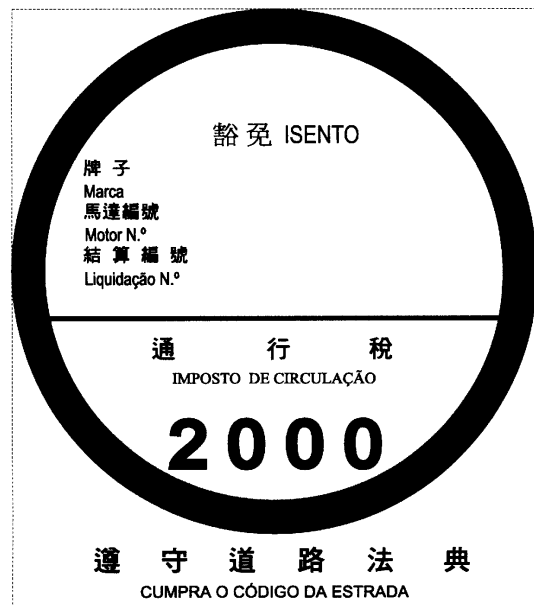 豁免 ISENTO
牌子
Marca
馬達編號
Motor N.º
結算編號
Liquidação N.º
通行稅
IMPOSTO DE CIRCULAÇÃO
2000
遵守道路法典
CUMPRA O CÓDIGO DA ESTRADA